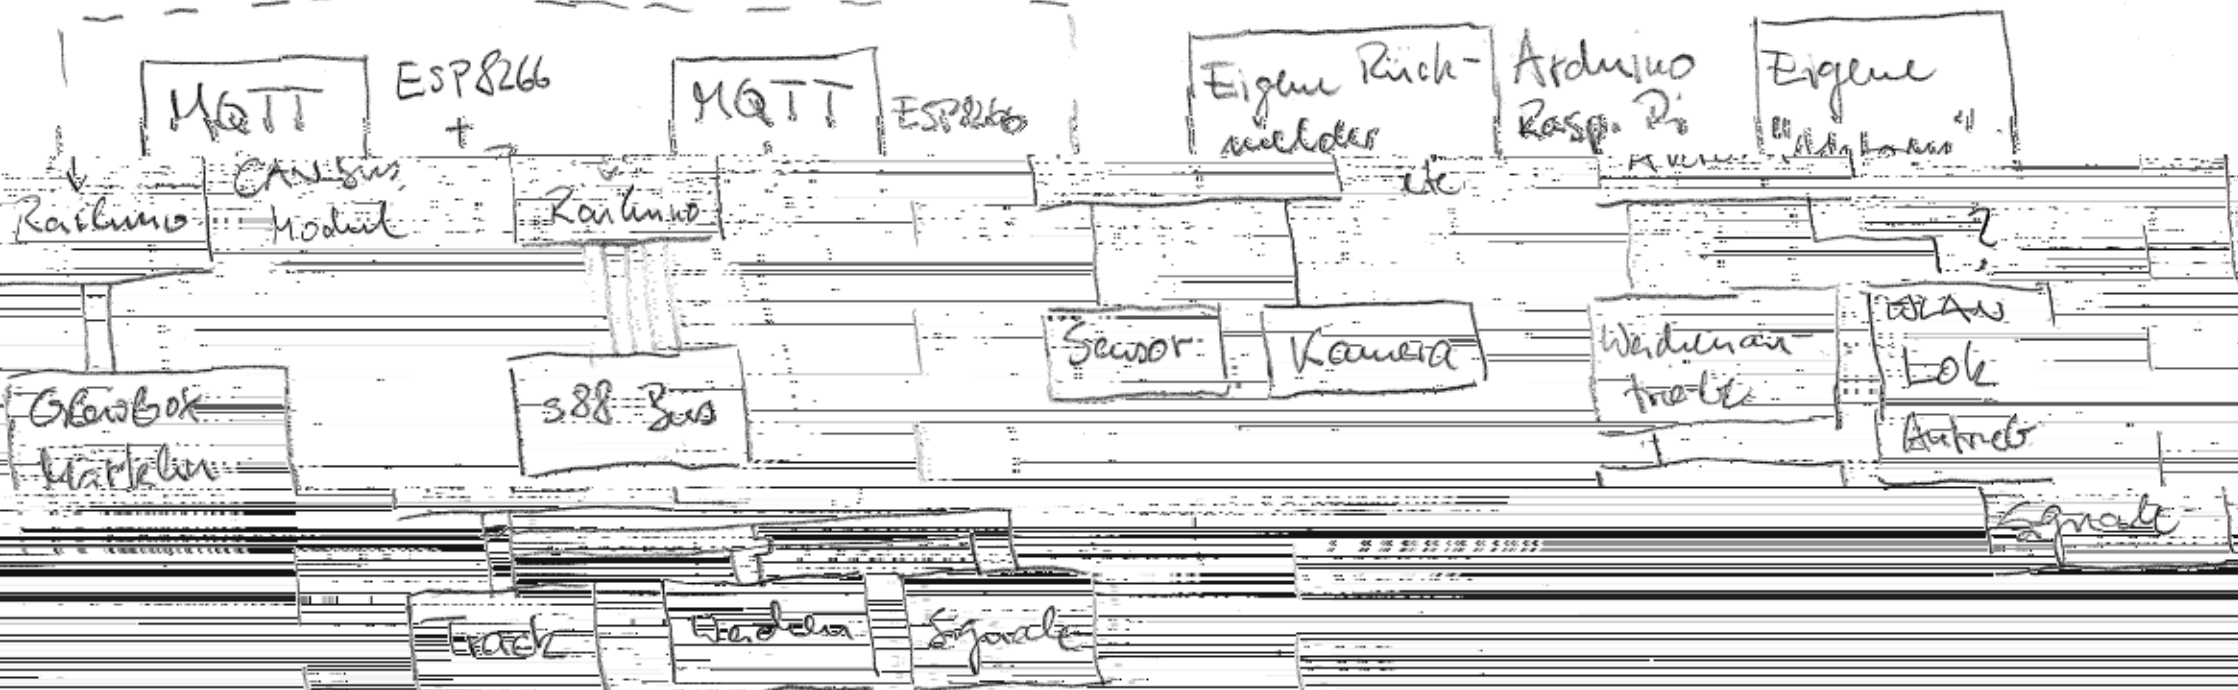 MQTT
ESP8266
+
CAN Bus
Modul
MQTT
ESP8266
Eigene Rück-
melder
Arduino
Rasp. Pi
etc
Eigene
?
Railuino
Railuino
Sensor
Kamera
Weichenan-
triebe
WLAN
Lok
Antrieb
Gleisbox
Märklin
s88 Bus
Signale
Track
Weichen
Signale